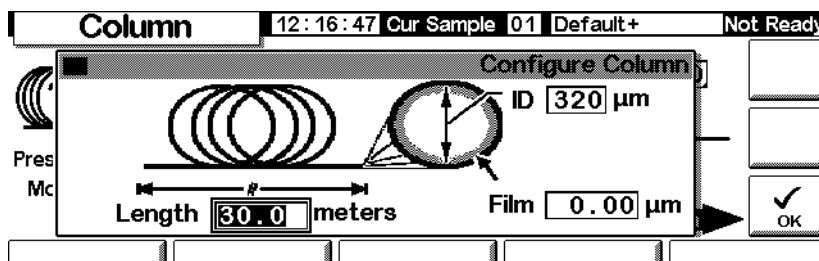 Column 12:16:47 Cur Sample 01 Default+ Not Ready
Configure Column
ID 320 µm
Pres
Mo
Length 30.0 meters
Film 0.00 µm
OK